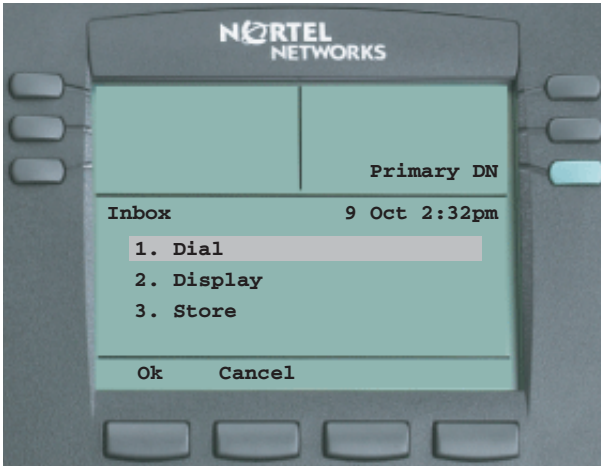 NORTEL
NETWORKS
Primary DN
Inbox 9 Oct 2:32pm
1. Dial
2. Display
3. Store
Ok Cancel